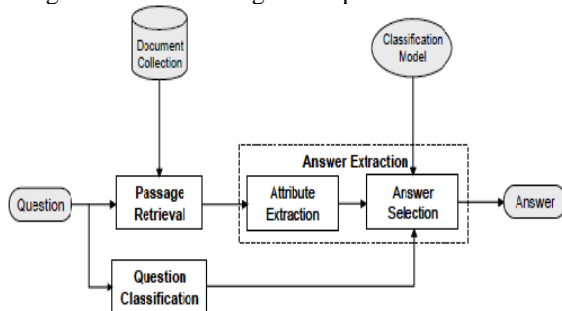 Document
Collection
Classification
Model
Answer Extraction
Question
Passage
Retrieval
Attribute
Extraction
Answer
Selection
Answer
Question
Classification